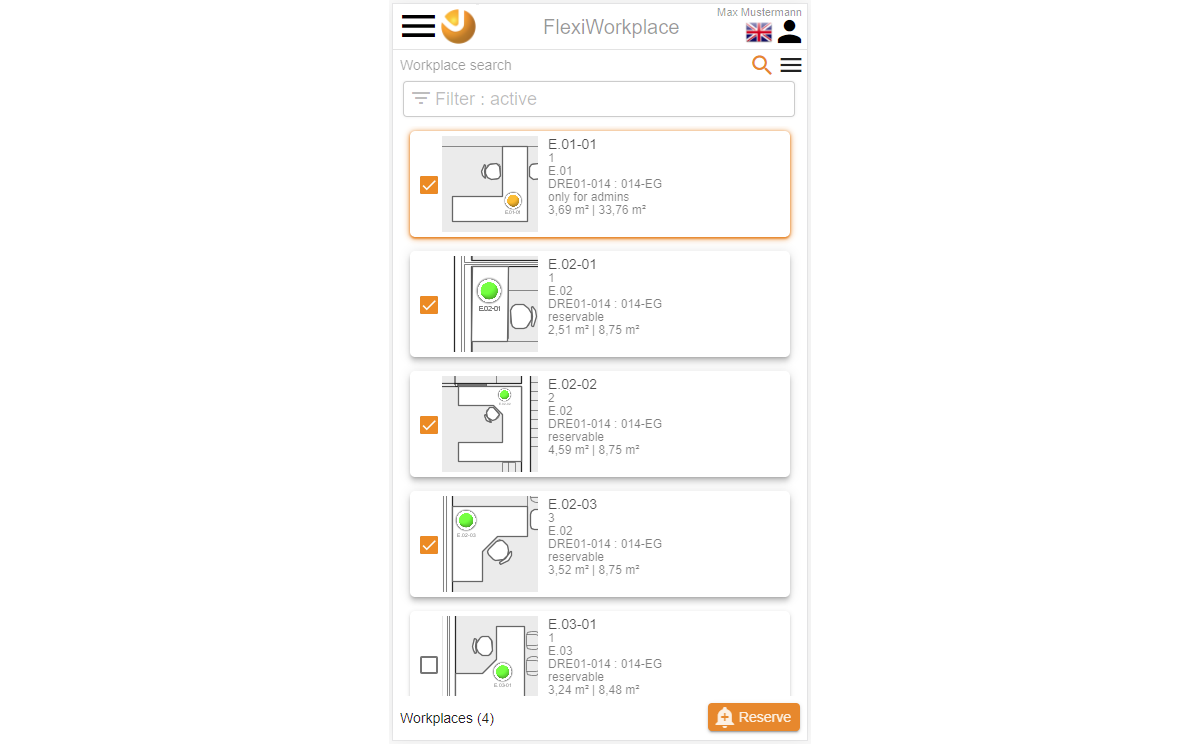 Max Mustermann
FlexiWorkplace
Workplace search
Filter : active
E.01-01
1
E.01
DRE01-014 : 014-EG
only for admins
3,69 m² | 33,76 m²
E.01-01
E.02-01
1
E.02
DRE01-014 : 014-EG
reservable
2,51 m² | 8,75 m²
E.02-01
E.02-02
2
E.02
DRE01-014 : 014-EG
reservable
4,59 m² | 8,75 m²
E.02-03
3
E.02
DRE01-014 : 014-EG
reservable
3,52 m² | 8,75 m²
E.02-03
E.03-01
1
E.03
DRE01-014 : 014-EG
reservable
3,24 m² | 8,48 m²
E.03-01
Workplaces (4)
Reserve